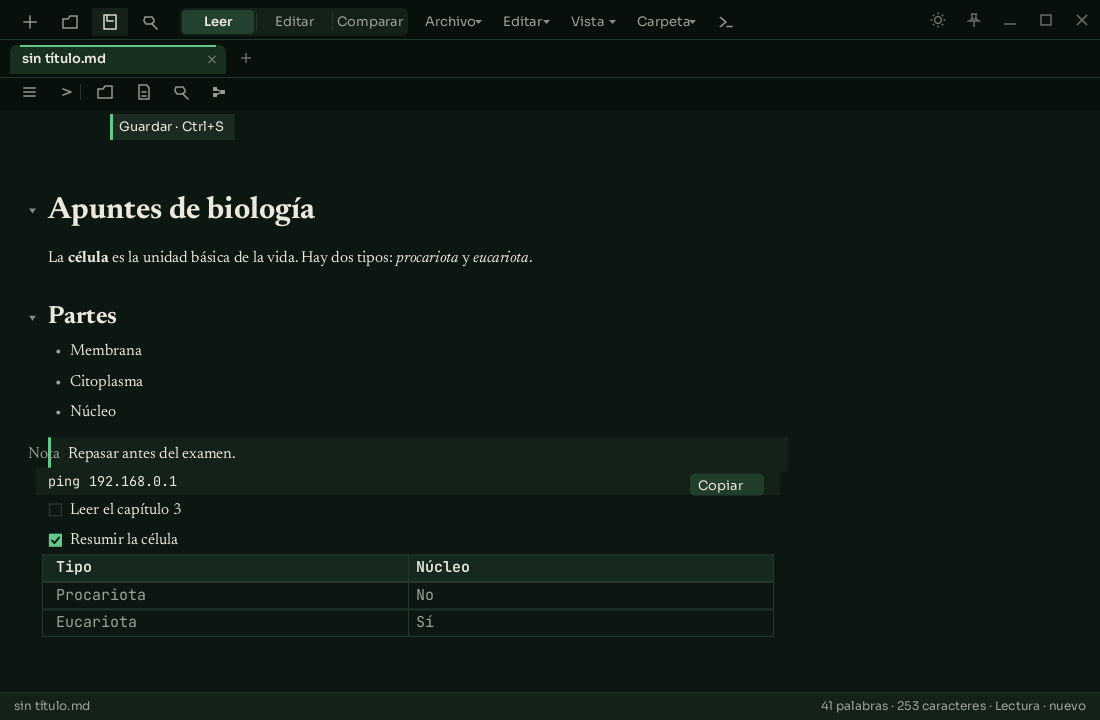 Leer Editar Comparar Archivo Editar Vista Carpeta
sin título.md
Guardar · Ctrl+S
Apuntes de biología
La célula es la unidad básica de la vida. Hay dos tipos: procariota y eucariota.
Partes
• Membrana
• Citoplasma
• Núcleo
Nota Repasar antes del examen.
ping 192.168.0.1 Copiar
Leer el capítulo 3
Resumir la célula
Tipo Núcleo
Procariota No
Eucariota Sí
sin título.md 41 palabras · 253 caracteres · Lectura · nuevo